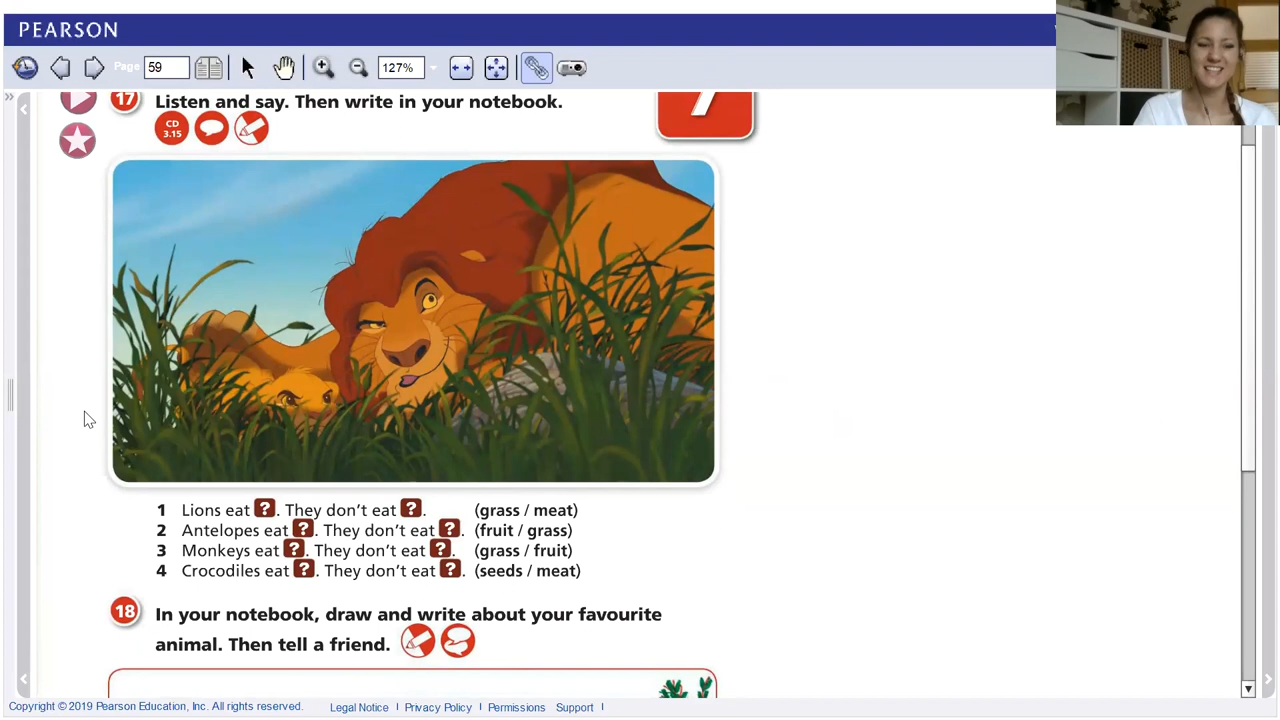 PEARSON
Page 59 127%
17 Listen and say. Then write in your notebook.
CD
3.15
7
1 Lions eat ?. They don't eat ?. (grass / meat)
2 Antelopes eat ?. They don't eat ?. (fruit / grass)
3 Monkeys eat ?. They don't eat ?. (grass / fruit)
4 Crocodiles eat ?. They don't eat ?. (seeds / meat)
18 In your notebook, draw and write about your favourite
animal. Then tell a friend.
Copyright © 2019 Pearson Education, Inc. All rights reserved. Legal Notice | Privacy Policy | Permissions Support |